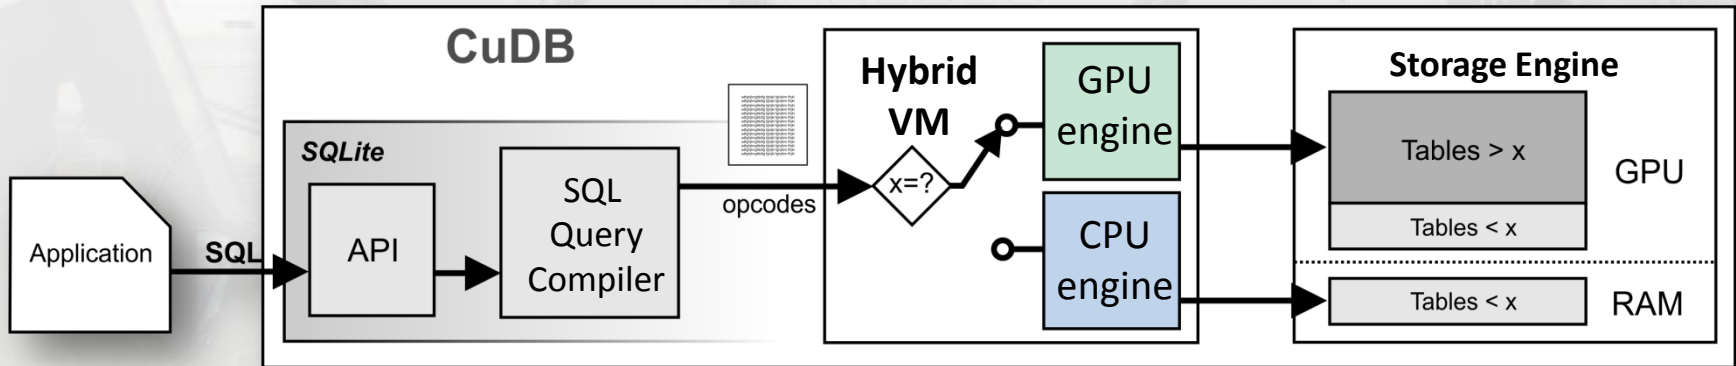 CuDB
Application
SQL
SQLite
API
SQL
Query
Compiler
opcodes
Hybrid
VM
x=?
GPU
engine
CPU
engine
Storage Engine
Tables > x
Tables < x
GPU
Tables < x
RAM